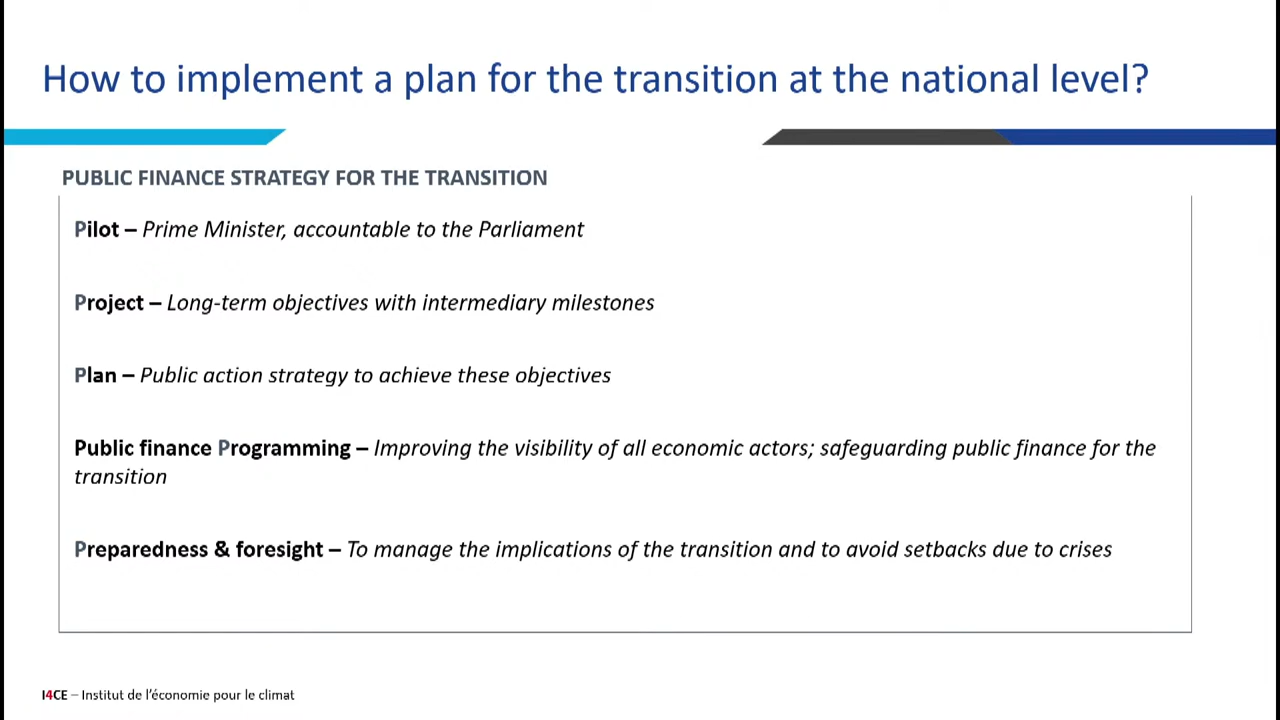 How to implement a plan for the transition at the national level?
PUBLIC FINANCE STRATEGY FOR THE TRANSITION
Pilot – Prime Minister, accountable to the Parliament
Project – Long-term objectives with intermediary milestones
Plan – Public action strategy to achieve these objectives
Public finance Programming – Improving the visibility of all economic actors; safeguarding public finance for the
transition
Preparedness & foresight – To manage the implications of the transition and to avoid setbacks due to crises
I4CE – Institut de l’économie pour le climat